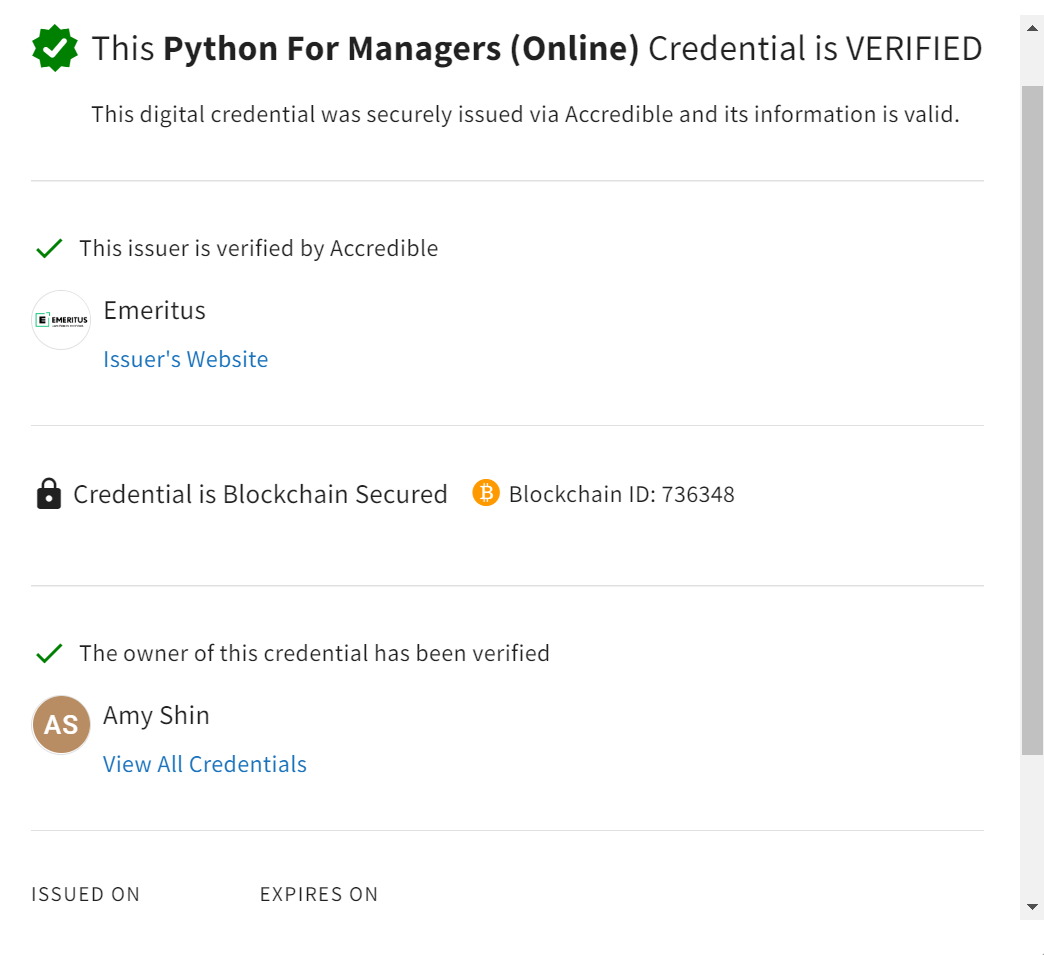 This Python For Managers (Online) Credential is VERIFIED
This digital credential was securely issued via Accredible and its information is valid.
This issuer is verified by Accredible
E EMERITUS
Emeritus
Issuer's Website
Credential is Blockchain Secured
Blockchain ID: 736348
The owner of this credential has been verified
AS
Amy Shin
View All Credentials
ISSUED ON EXPIRES ON